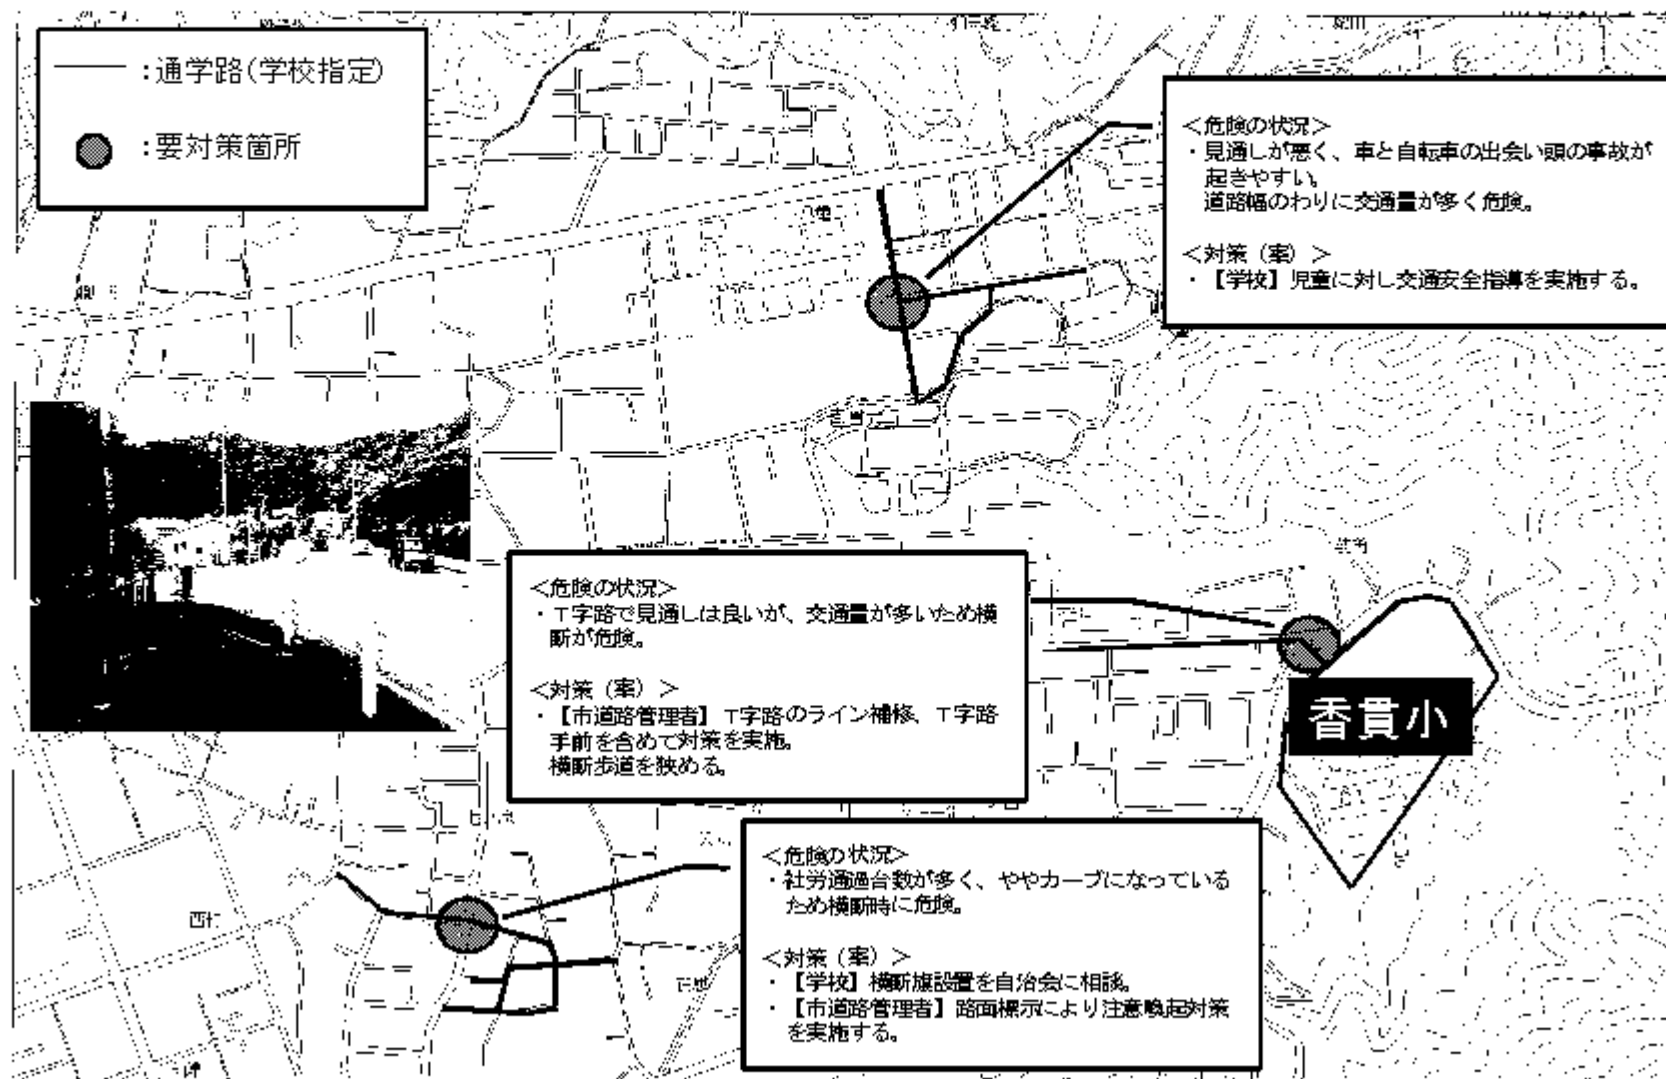 :通学路(学校指定)
:要対策箇所
<危険の状況>
・見通しが悪く、車と自転車の出会い頭の事故が
起きやすい。
道路幅のわりに交通量が多く危険。
<対策(案)>
・【学校】児童に対し交通安全指導を実施する。
<危険の状況>
・T字路で見通しは良いが、交通量が多いため横
断が危険。
<対策(案)>
・【市道路管理者】T字路のライン補修、T字路
手前を含めて対策を実施。
横断歩道を狭める。
香貫小
<危険の状況>
・社労通過台数が多く、ややカーブになっている
ため横断時に危険。
<対策(案)>
・【学校】横断旗設置を自治会に相談。
・【市道路管理者】路面標示により注意喚起対策
を実施する。